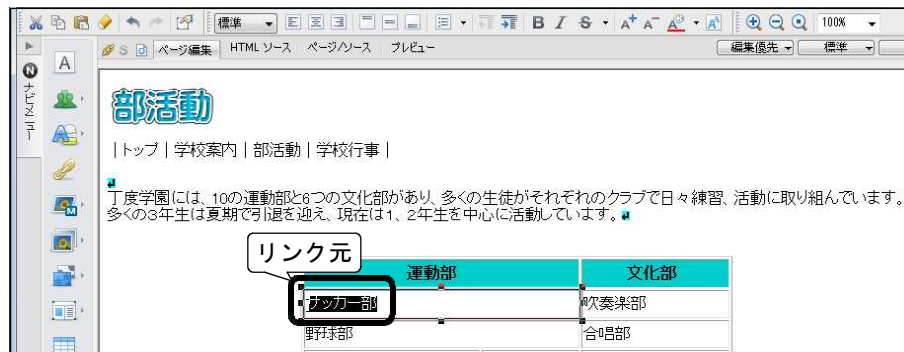 標準 B I S A A A A 100%
S ページ編集 HTMLソース ページ/ソース プレビュー 編集優先 標準
N ナビメニュー
A
部活動
|トップ|学校案内|部活動|学校行事|
丁度学園には、10の運動部と6つの文化部があり、多くの生徒がそれぞれのクラブで日々練習、活動に取り組んでいます。
多くの3年生は夏期で引退を迎え、現在は1、2年生を中心に活動しています。
リンク元
運動部 文化部
サッカー部 吹奏楽部
野球部 合唱部